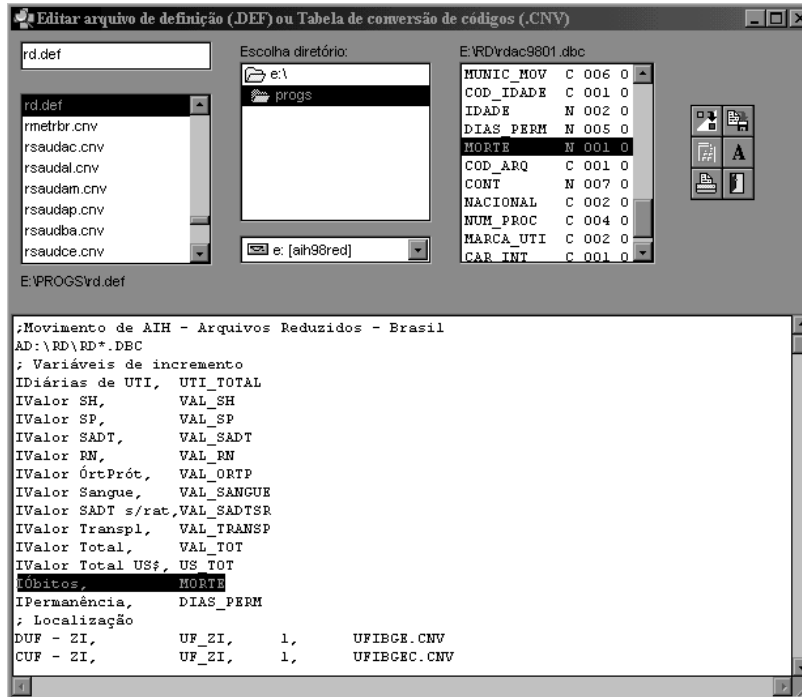 Editar arquivo de definição (.DEF) ou Tabela de conversão de códigos (.CNV)
rd.def
rd.def
rmetrbr.cnv
rsaudac.cnv
rsaudal.cnv
rsaudam.cnv
rsaudap.cnv
rsaudba.cnv
rsaudce.cnv
E:\PROGS\rd.def
Escolha diretório:
e:\
progs
e: [aih98red]
E:\RD\rdac9801.dbc
MUNIC_MOV C 006 0
COD_IDADE C 001 0
IDADE N 002 0
DIAS_PERM N 005 0
MORTE N 001 0
COD_ARQ C 001 0
CONT N 007 0
NACIONAL C 002 0
NUM_PROC C 004 0
MARCA_UTI C 002 0
CAR_INT C 001 0
A
;Movimento de AIH - Arquivos Reduzidos - Brasil
AD:\RD\RD*.DBC
; Variáveis de incremento
IDiárias de UTI, UTI_TOTAL
IValor SH, VAL_SH
IValor SP, VAL_SP
IValor SADT, VAL_SADT
IValor RN, VAL_RN
IValor ÓrtPrót, VAL_ORTP
IValor Sangue, VAL_SANGUE
IValor SADT s/rat,VAL_SADTSR
IValor Transpl, VAL_TRANSP
IValor Total, VAL_TOT
IValor Total US$, US_TOT
IÓbitos, MORTE
IPermanência, DIAS_PERM
; Localização
DUF - ZI, UF_ZI, 1, UFIBGE.CNV
CUF - ZI, UF_ZI, 1, UFIBGEC.CNV